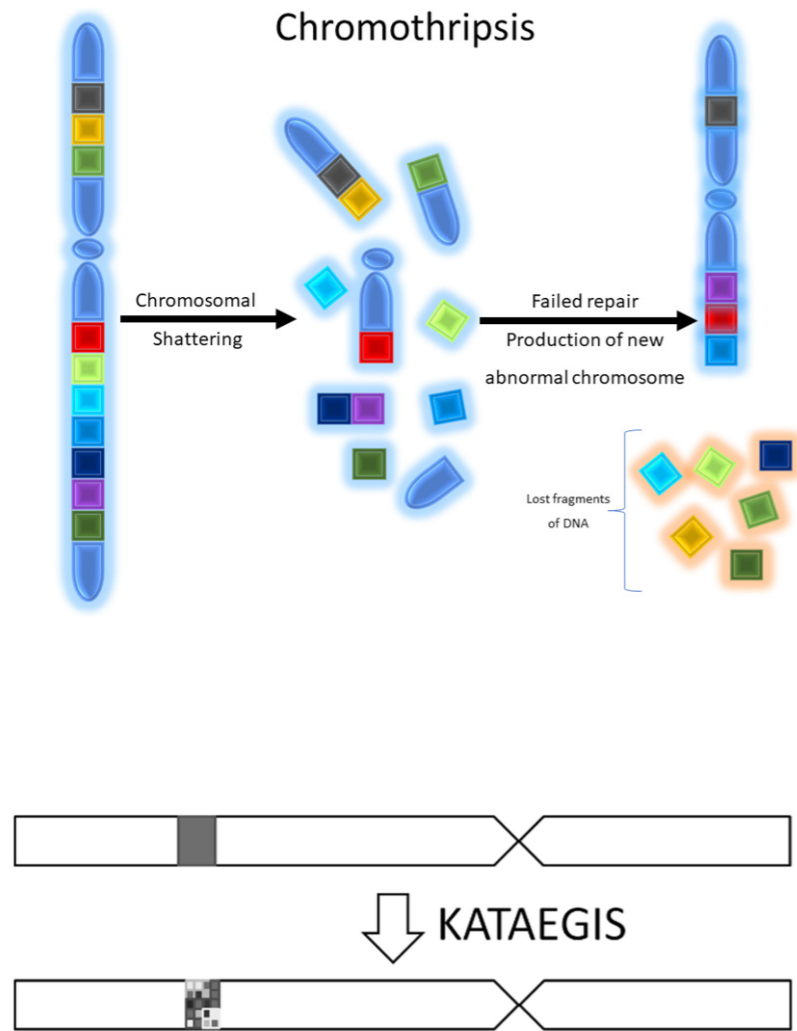 Chromothripsis
Chromosomal
Shattering
Failed repair
Production of new
abnormal chromosome
Lost fragments
of DNA
KATAEGIS